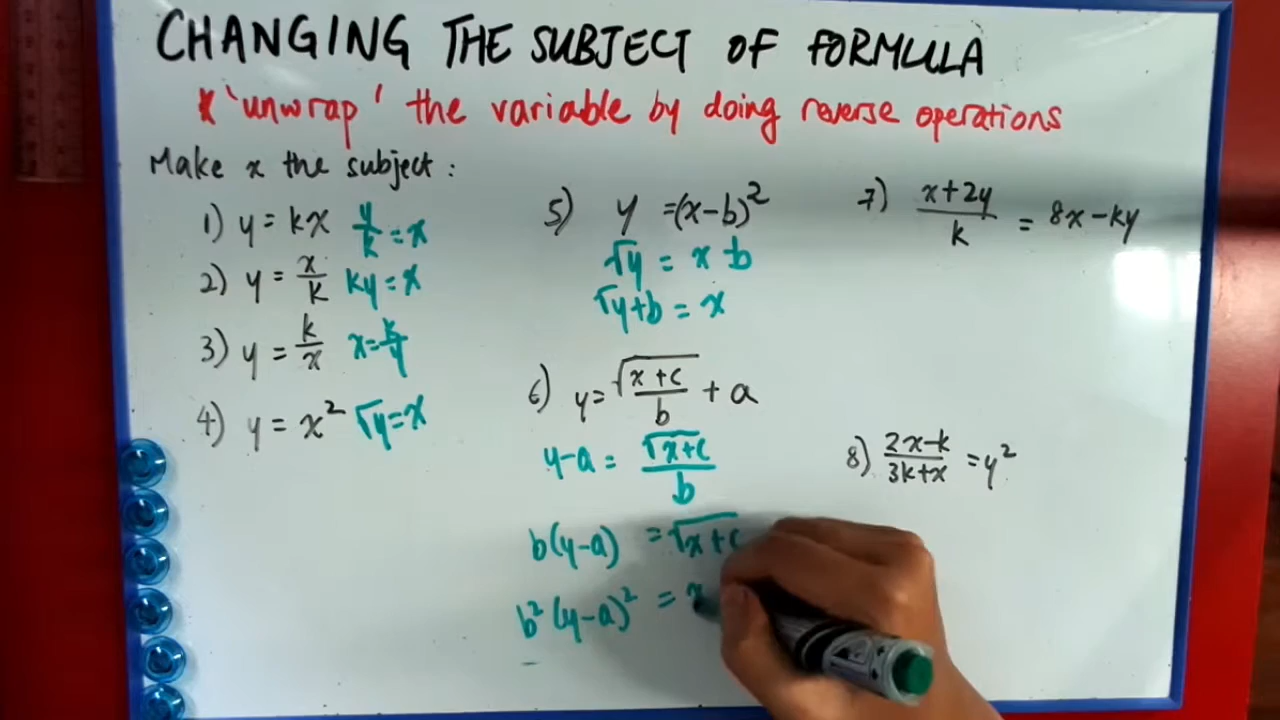 CHANGING THE SUBJECT OF FORMULA
* 'unwrap' the variable by doing reverse operations
Make x the subject :
1) y = kx y/k = x
2) y = x/k ky = x
3) y = k/x x = k/y
4) y = x² √y = x
5) y = (x-b)²
√y = x - b
√y + b = x
6) y = √(x+c)/b + a
y-a = √(x+c)/b
b(y-a) = √(x+c)
b²(y-a)² = x
7) (x+2y)/k = 8x-ky
8) (2x-k)/(3k+x) = y²